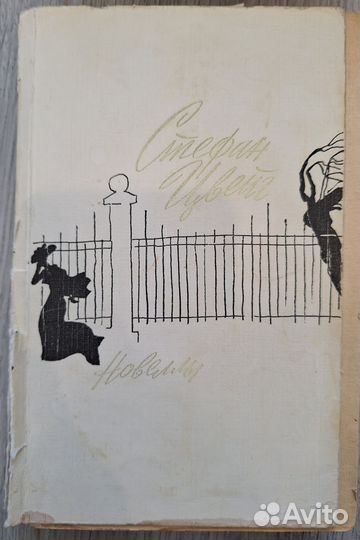 Стефан
Цвейг
Новеллы
Avito